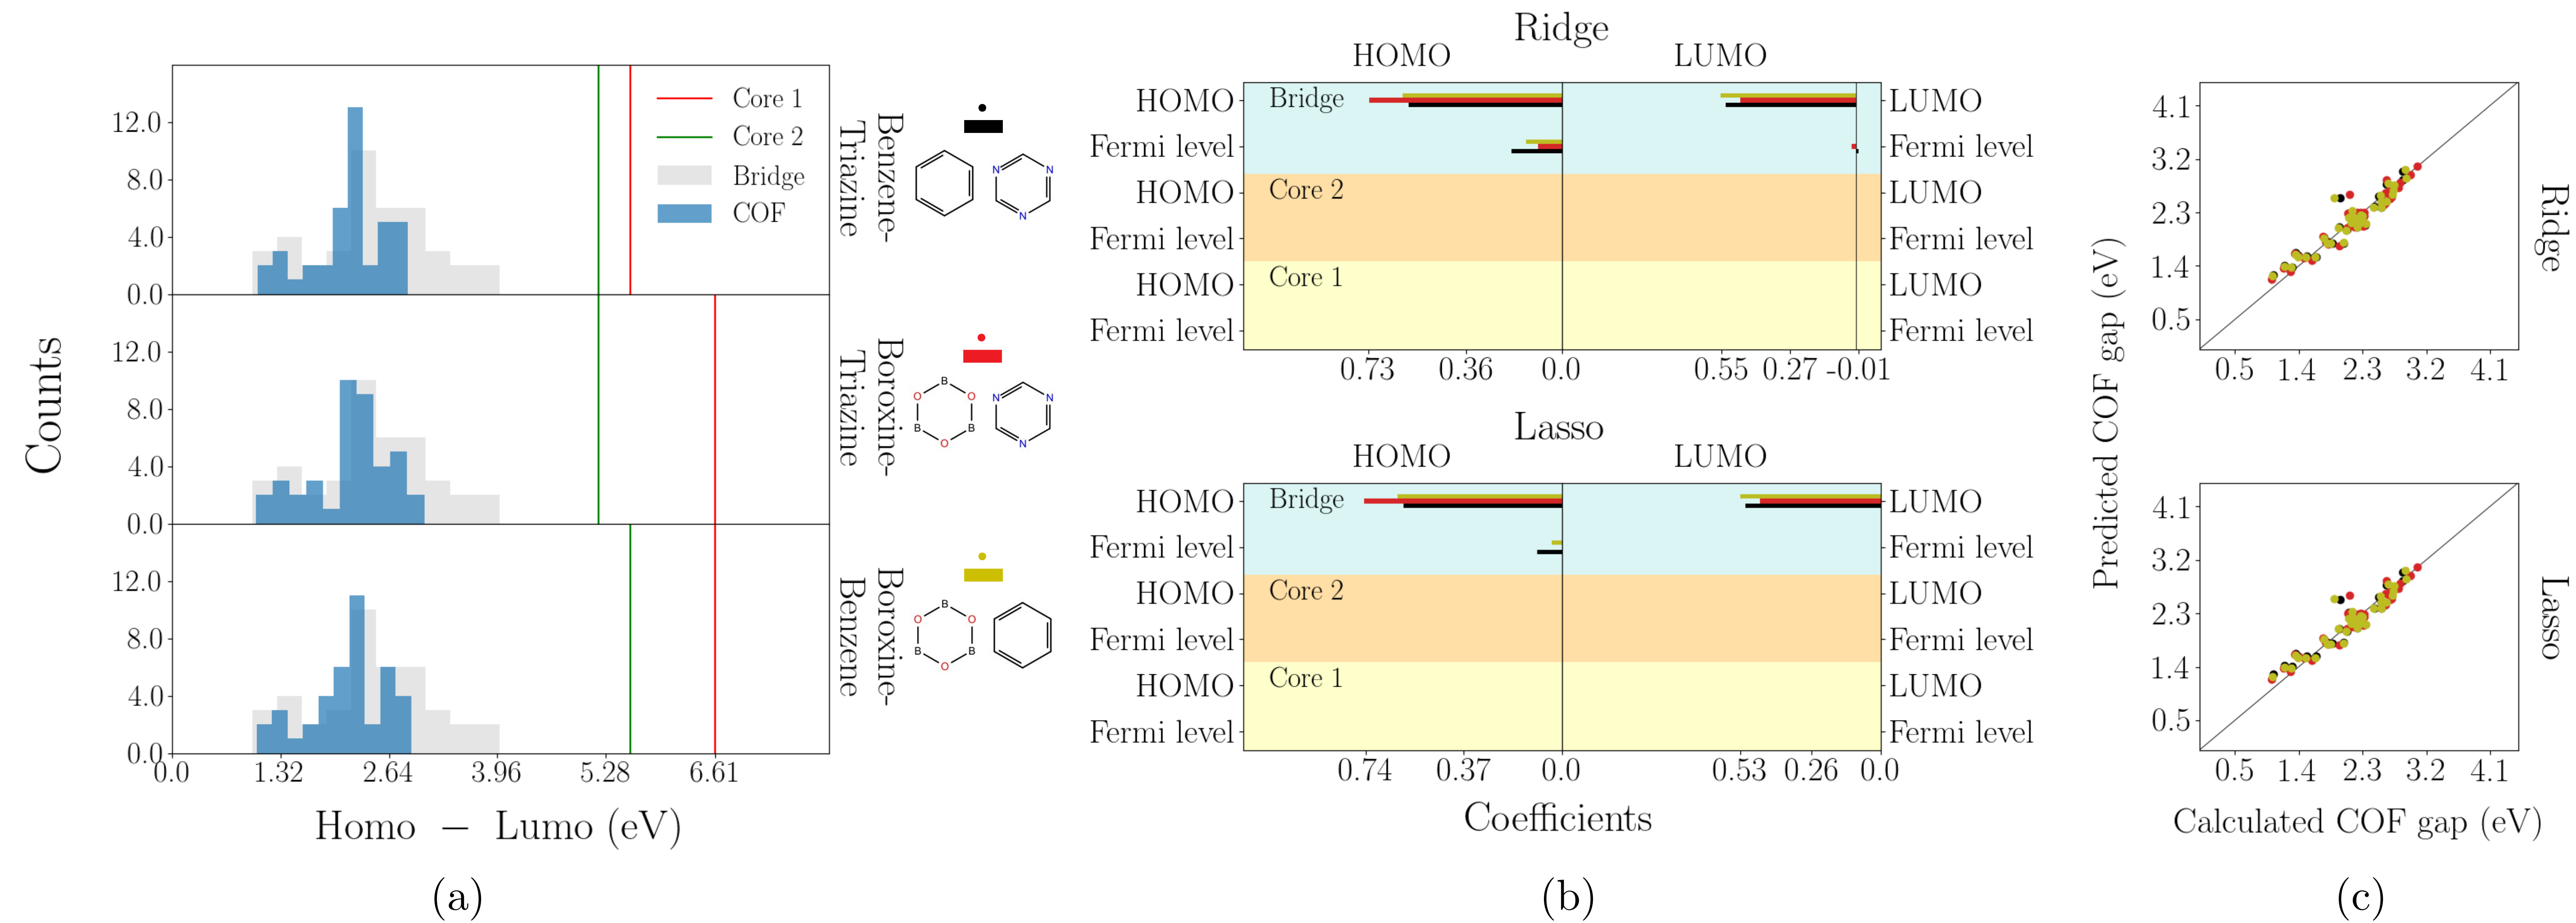 Counts
12.0
8.0
4.0
0.0
12.0
8.0
4.0
0.0
12.0
8.0
4.0
0.0
0.0 1.32 2.64 3.96 5.28 6.61
Homo − Lumo (eV)
Core 1
Core 2
Bridge
COF
Benzene-
Triazine
N N
N
Boroxine-
Triazine
B
O O
B B
O
N N
N
Boroxine-
Benzene
B
O O
B B
O
(a)
Ridge
HOMO LUMO
HOMO Bridge LUMO
Fermi level Fermi level
HOMO Core 2 LUMO
Fermi level Fermi level
HOMO Core 1 LUMO
Fermi level Fermi level
0.73 0.36 0.0 0.55 0.27 -0.01
Lasso
HOMO LUMO
HOMO Bridge LUMO
Fermi level Fermi level
HOMO Core 2 LUMO
Fermi level Fermi level
HOMO Core 1 LUMO
Fermi level Fermi level
0.74 0.37 0.0 0.53 0.26 0.0
Coefficients
(b)
Predicted COF gap (eV)
4.1
3.2
2.3
1.4
0.5
0.5 1.4 2.3 3.2 4.1
Ridge
4.1
3.2
2.3
1.4
0.5
0.5 1.4 2.3 3.2 4.1
Lasso
Calculated COF gap (eV)
(c)